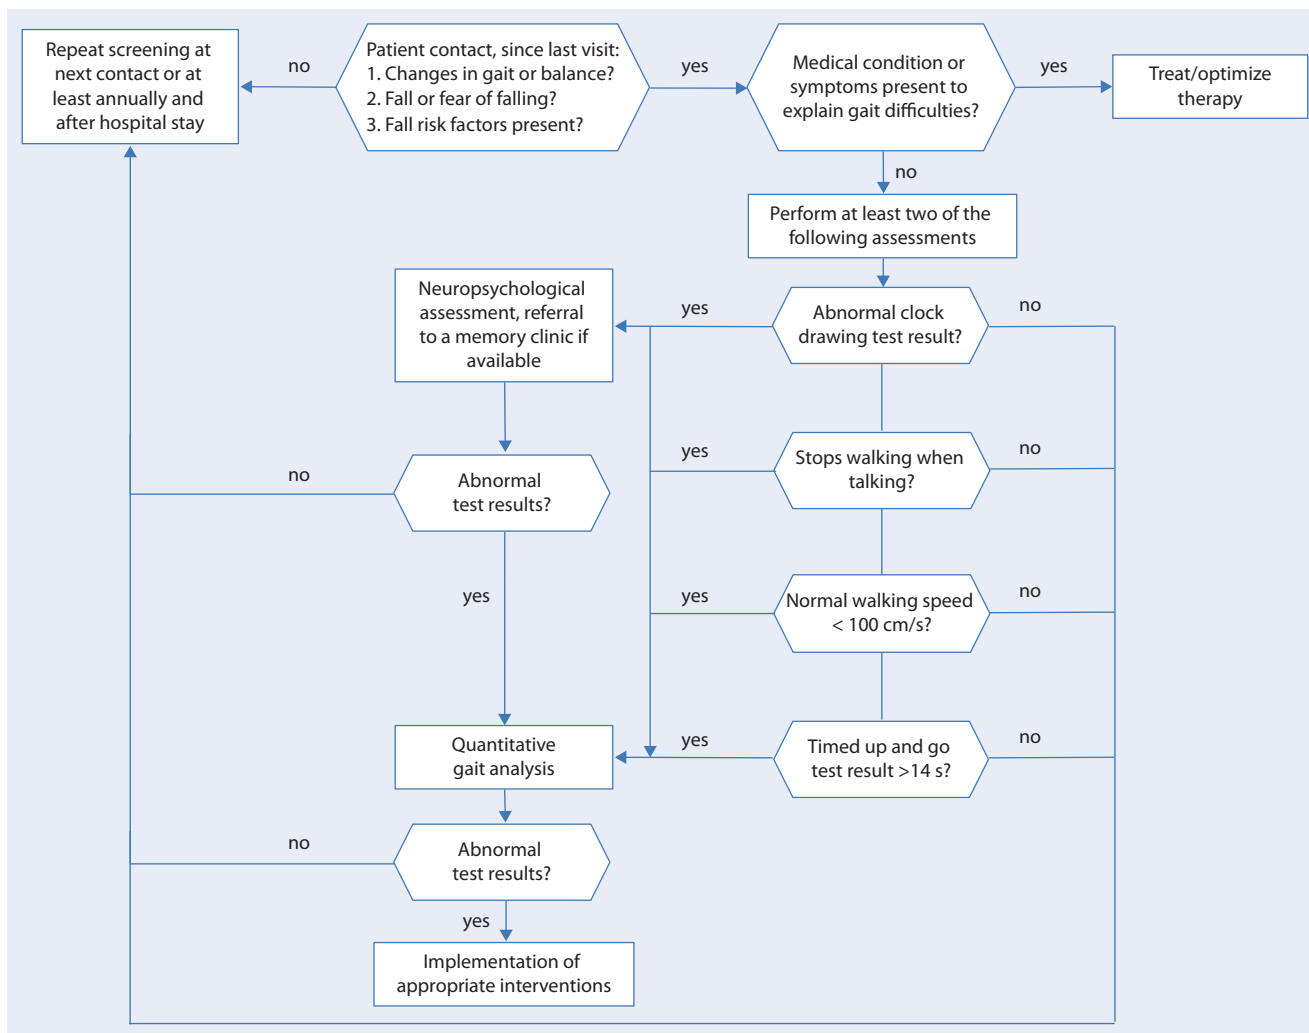 Repeat screening at
next contact or at
least annually and
after hospital stay
no
Patient contact, since last visit:
1. Changes in gait or balance?
2. Fall or fear of falling?
3. Fall risk factors present?
yes
Medical condition or
symptoms present to
explain gait difficulties?
yes
Treat/optimize
therapy
no
Perform at least two of the
following assessments
Neuropsychological
assessment, referral
to a memory clinic if
available
yes
Abnormal clock
drawing test result?
no
no
Abnormal
test results?
yes
Stops walking when
talking?
no
yes
yes
Normal walking speed
< 100 cm/s?
no
Quantitative
gait analysis
yes
Timed up and go
test result >14 s?
no
no
Abnormal
test results?
yes
Implementation of
appropriate interventions